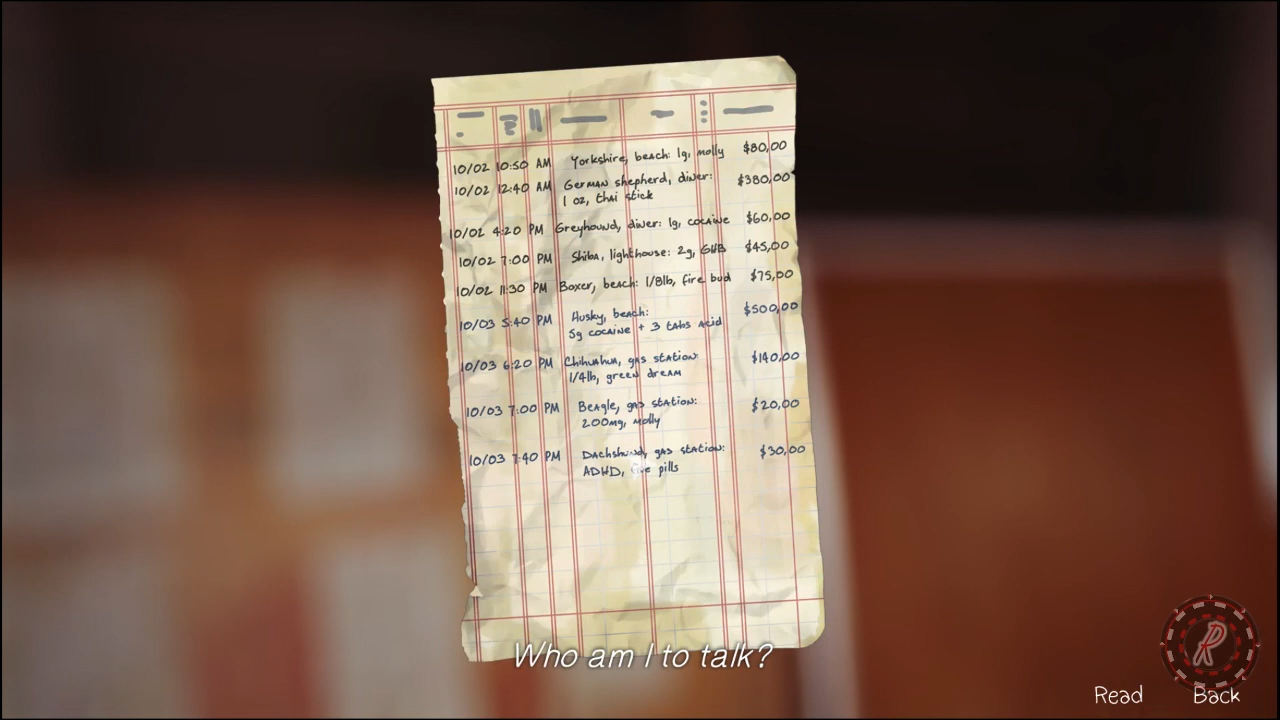 10/02 10:50 AM Yorkshire, beach: 1g, molly $80,00
10/02 12:40 AM German shepherd, diner: $380,00
1 oz, thai stick
10/02 4:20 PM Greyhound, diner: 1g, cocaine $60,00
10/02 7:00 PM Shiba, lighthouse: 2g, GHB $45,00
10/02 11:30 PM Boxer, beach: 1/8lb, fire bud $75,00
10/03 5:40 PM Husky, beach: $500,00
5g cocaine + 3 tabs acid
10/03 6:20 PM Chihuahua, gas station: $140,00
1/4lb, green dream
10/03 7:00 PM Beagle, gas station: $20,00
200mg, molly
10/03 7:40 PM Dachshund, gas station: $30,00
ADHD, pills
Who am I to talk?
R
Read Back